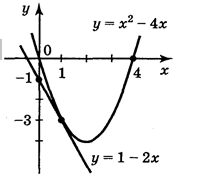 y
y = x² − 4x
0
−1
1
4
x
−3
y = 1 − 2x